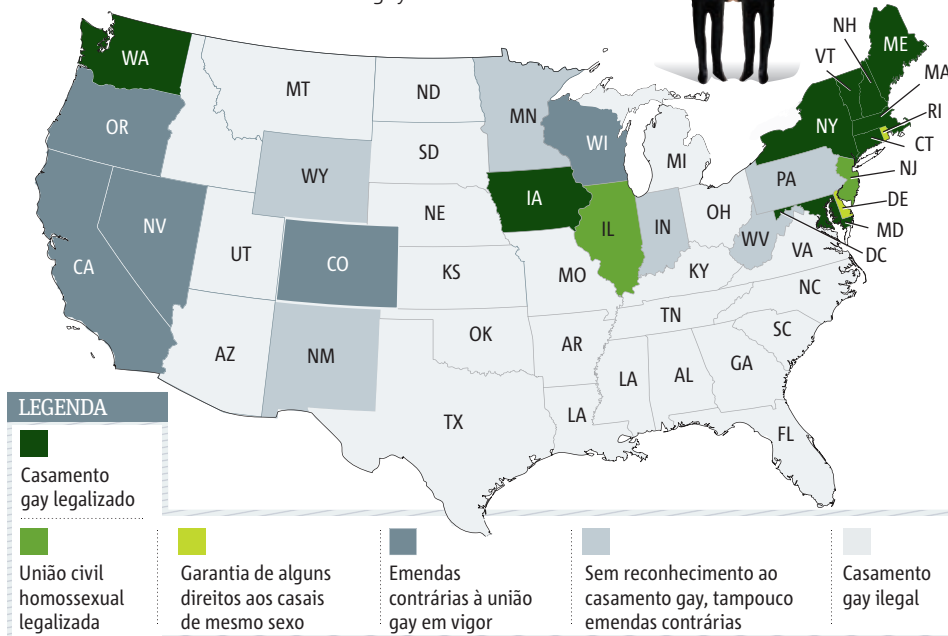 gay
WA
MT
ND
MN
OR
SD
WI
WY
MI
NH
ME
VT
MA
RI
NY
CT
NJ
PA
DE
MD
DC
NE
IA
NV
IL
IN
OH
WV
VA
UT
CO
CA
KS
MO
KY
NC
TN
OK
AZ
NM
AR
SC
LA
AL
GA
TX
LA
FL
LEGENDA
Casamento
gay legalizado
União civil
homossexual
legalizada
Garantia de alguns
direitos aos casais
de mesmo sexo
Emendas
contrárias à união
gay em vigor
Sem reconhecimento ao
casamento gay, tampouco
emendas contrárias
Casamento
gay ilegal